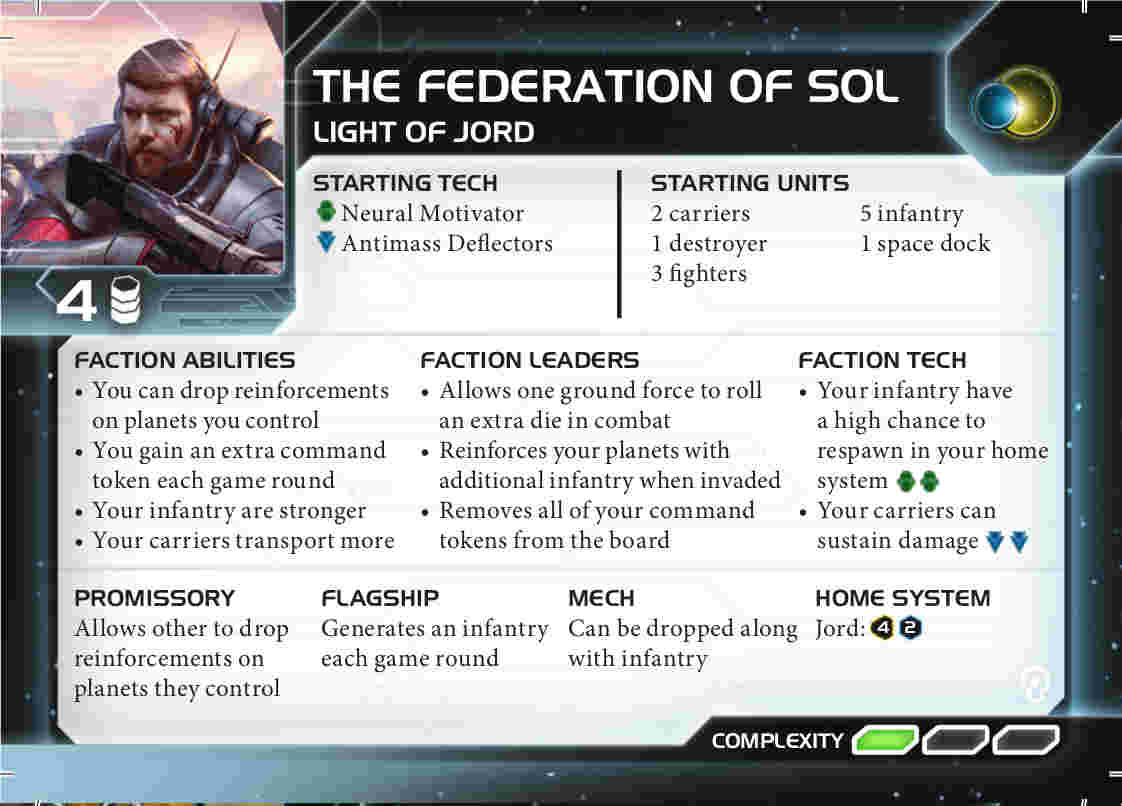 THE FEDERATION OF SOL
LIGHT OF JORD
4
STARTING TECH
Neural Motivator
Antimass Deflectors
STARTING UNITS
2 carriers
1 destroyer
3 fighters
5 infantry
1 space dock
FACTION ABILITIES
• You can drop reinforcements
on planets you control
• You gain an extra command
token each game round
• Your infantry are stronger
• Your carriers transport more
FACTION LEADERS
• Allows one ground force to roll
an extra die in combat
• Reinforces your planets with
additional infantry when invaded
• Removes all of your command
tokens from the board
FACTION TECH
• Your infantry have
a high chance to
respawn in your home
system
• Your carriers can
sustain damage
PROMISSORY
Allows other to drop
reinforcements on
planets they control
FLAGSHIP
Generates an infantry
each game round
MECH
Can be dropped along
with infantry
HOME SYSTEM
Jord: 4 2
COMPLEXITY